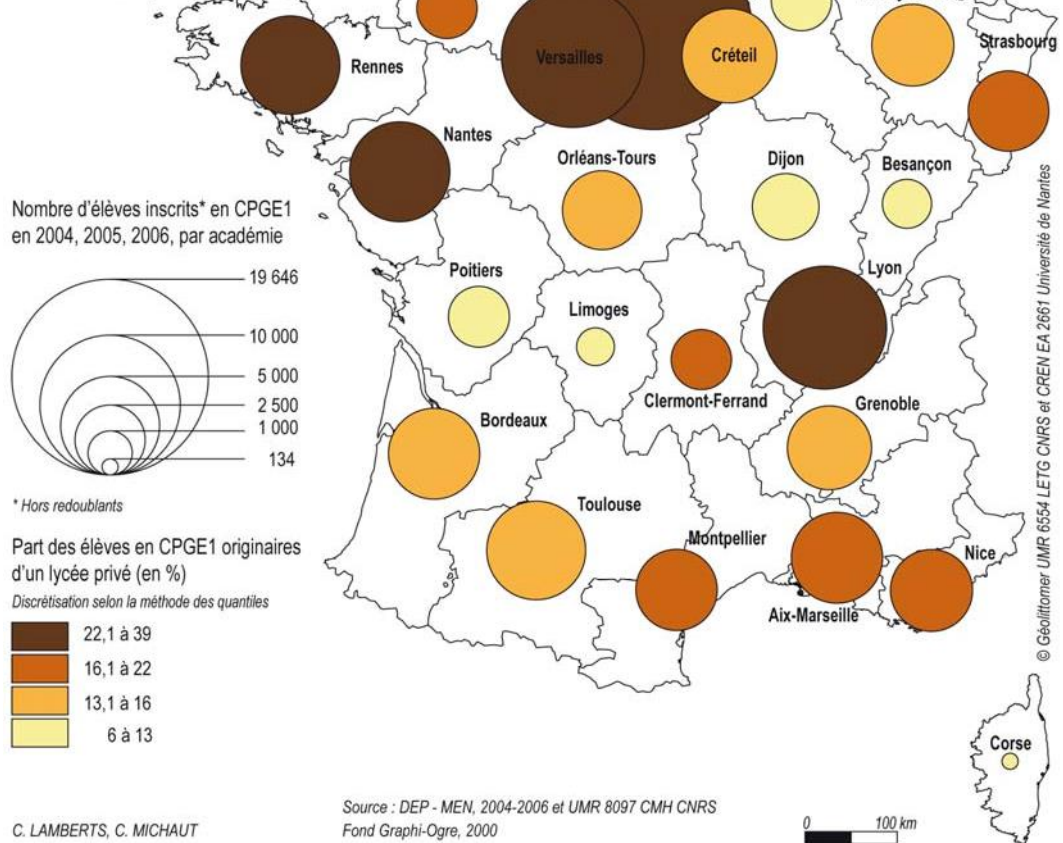 Versailles
Créteil
Strasbourg
Rennes
Nantes
Orléans-Tours
Dijon
Besançon
Nombre d'élèves inscrits* en CPGE1
en 2004, 2005, 2006, par académie
19 646
10 000
5 000
2 500
1 000
134
* Hors redoublants
Poitiers
Limoges
Lyon
Clermont-Ferrand
Grenoble
Bordeaux
Toulouse
Montpellier
Nice
Aix-Marseille
Part des élèves en CPGE1 originaires
d'un lycée privé (en %)
Discrétisation selon la méthode des quantiles
22,1 à 39
16,1 à 22
13,1 à 16
6 à 13
Corse
© Géolittomer UMR 6554 LETG CNRS et CREN EA 2661 Université de Nantes
C. LAMBERTS, C. MICHAUT
Source : DEP - MEN, 2004-2006 et UMR 8097 CMH CNRS
Fond Graphi-Ogre, 2000
0 100 km